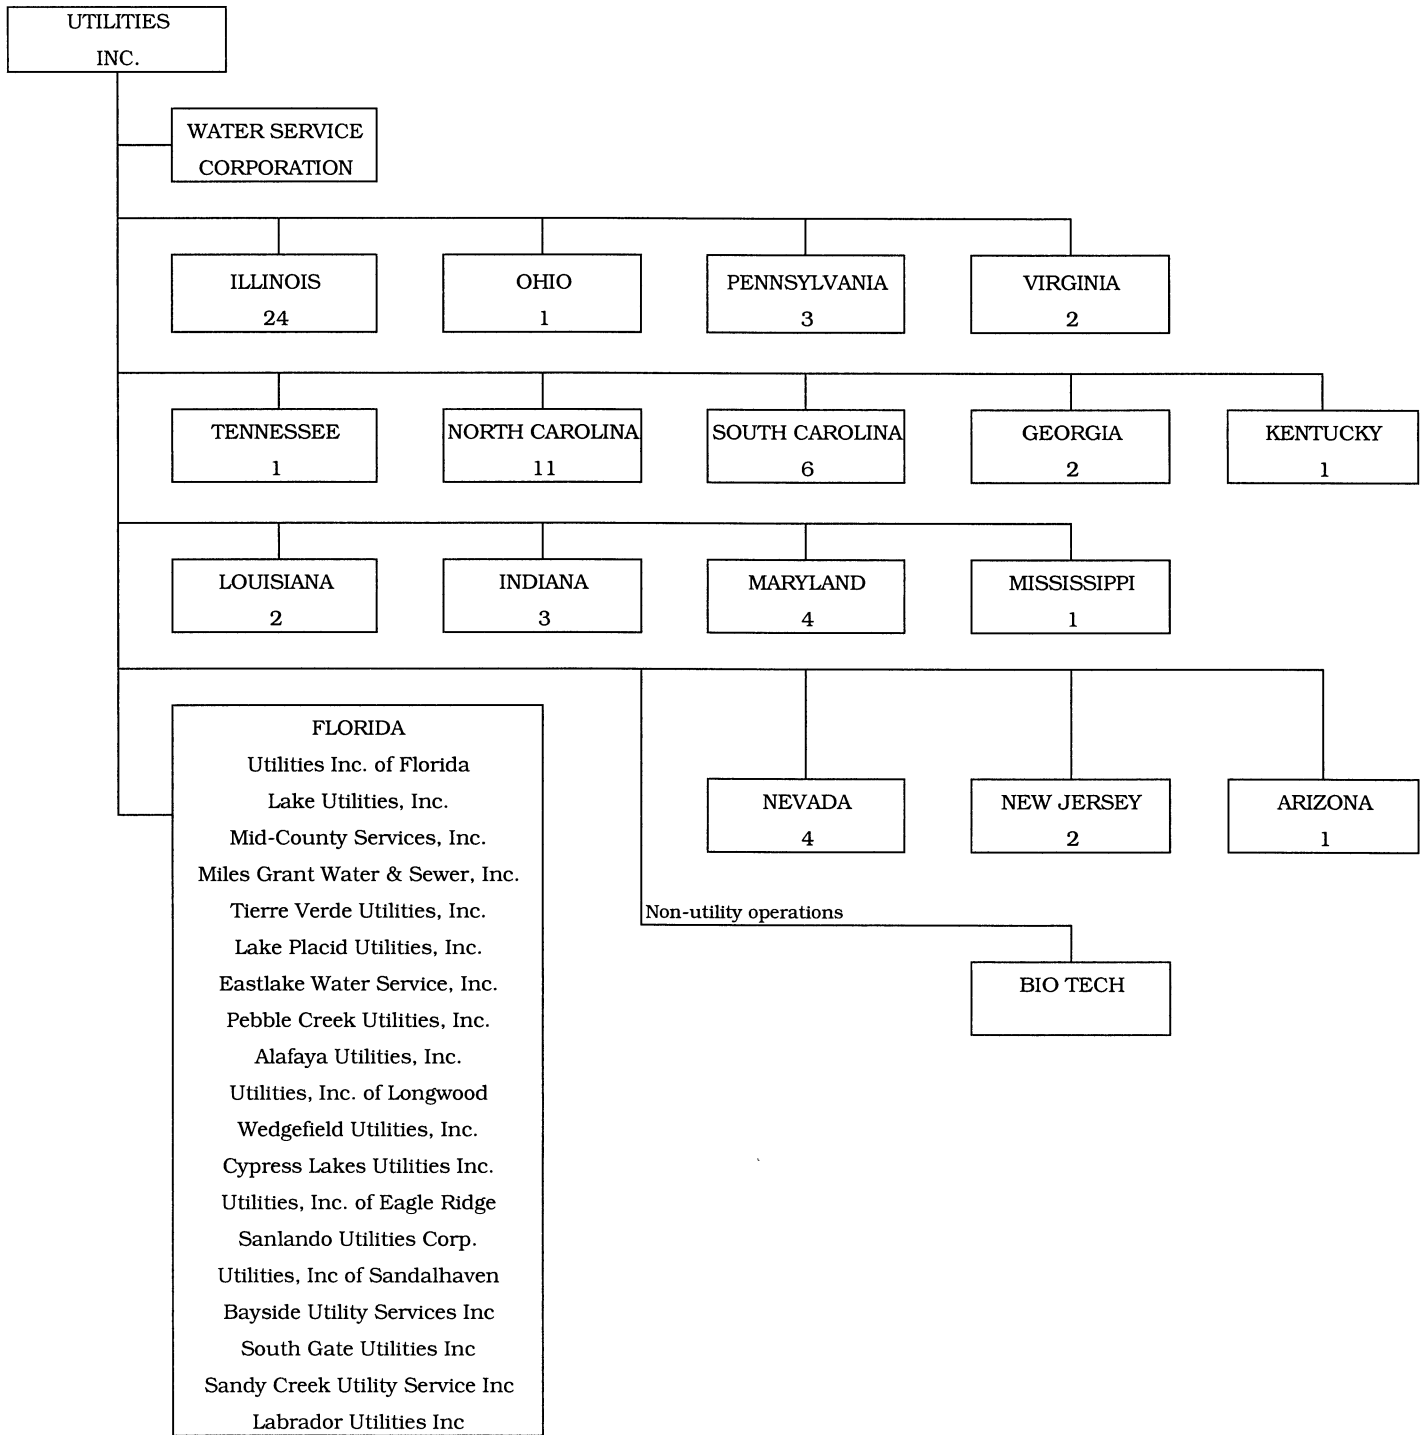 UTILITIES
INC.
WATER SERVICE
CORPORATION
ILLINOIS
24
OHIO
1
PENNSYLVANIA
3
VIRGINIA
2
TENNESSEE
1
NORTH CAROLINA
11
SOUTH CAROLINA
6
GEORGIA
2
KENTUCKY
1
LOUISIANA
2
INDIANA
3
MARYLAND
4
MISSISSIPPI
1
FLORIDA
Utilities Inc. of Florida
Lake Utilities, Inc.
Mid-County Services, Inc.
Miles Grant Water & Sewer, Inc.
Tierre Verde Utilities, Inc.
Lake Placid Utilities, Inc.
Eastlake Water Service, Inc.
Pebble Creek Utilities, Inc.
Alafaya Utilities, Inc.
Utilities, Inc. of Longwood
Wedgefield Utilities, Inc.
Cypress Lakes Utilities Inc.
Utilities, Inc. of Eagle Ridge
Sanlando Utilities Corp.
Utilities, Inc of Sandalhaven
Bayside Utility Services Inc
South Gate Utilities Inc
Sandy Creek Utility Service Inc
Labrador Utilities Inc
NEVADA
4
NEW JERSEY
2
ARIZONA
1
Non-utility operations
BIO TECH